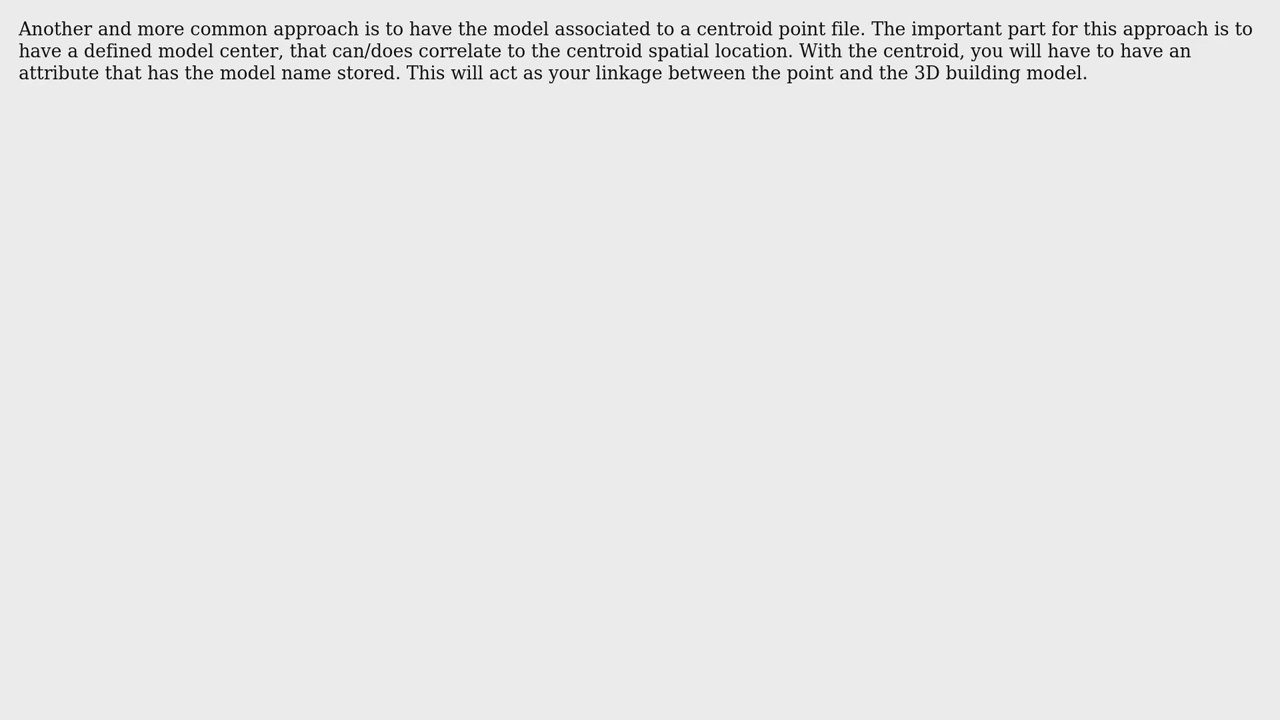 Another and more common approach is to have the model associated to a centroid point file. The important part for this approach is to
have a defined model center, that can/does correlate to the centroid spatial location. With the centroid, you will have to have an
attribute that has the model name stored. This will act as your linkage between the point and the 3D building model.